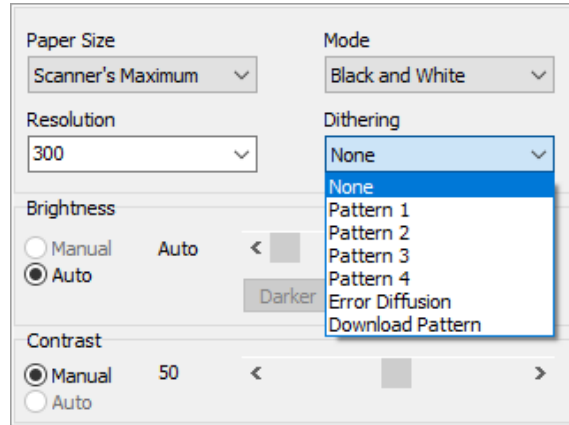 Paper Size
Mode
Scanner's Maximum
Black and White
Resolution
Dithering
300
None
None
Pattern 1
Pattern 2
Pattern 3
Pattern 4
Error Diffusion
Download Pattern
Brightness
Manual
Auto
Auto
Darker
Contrast
Manual
50
Auto